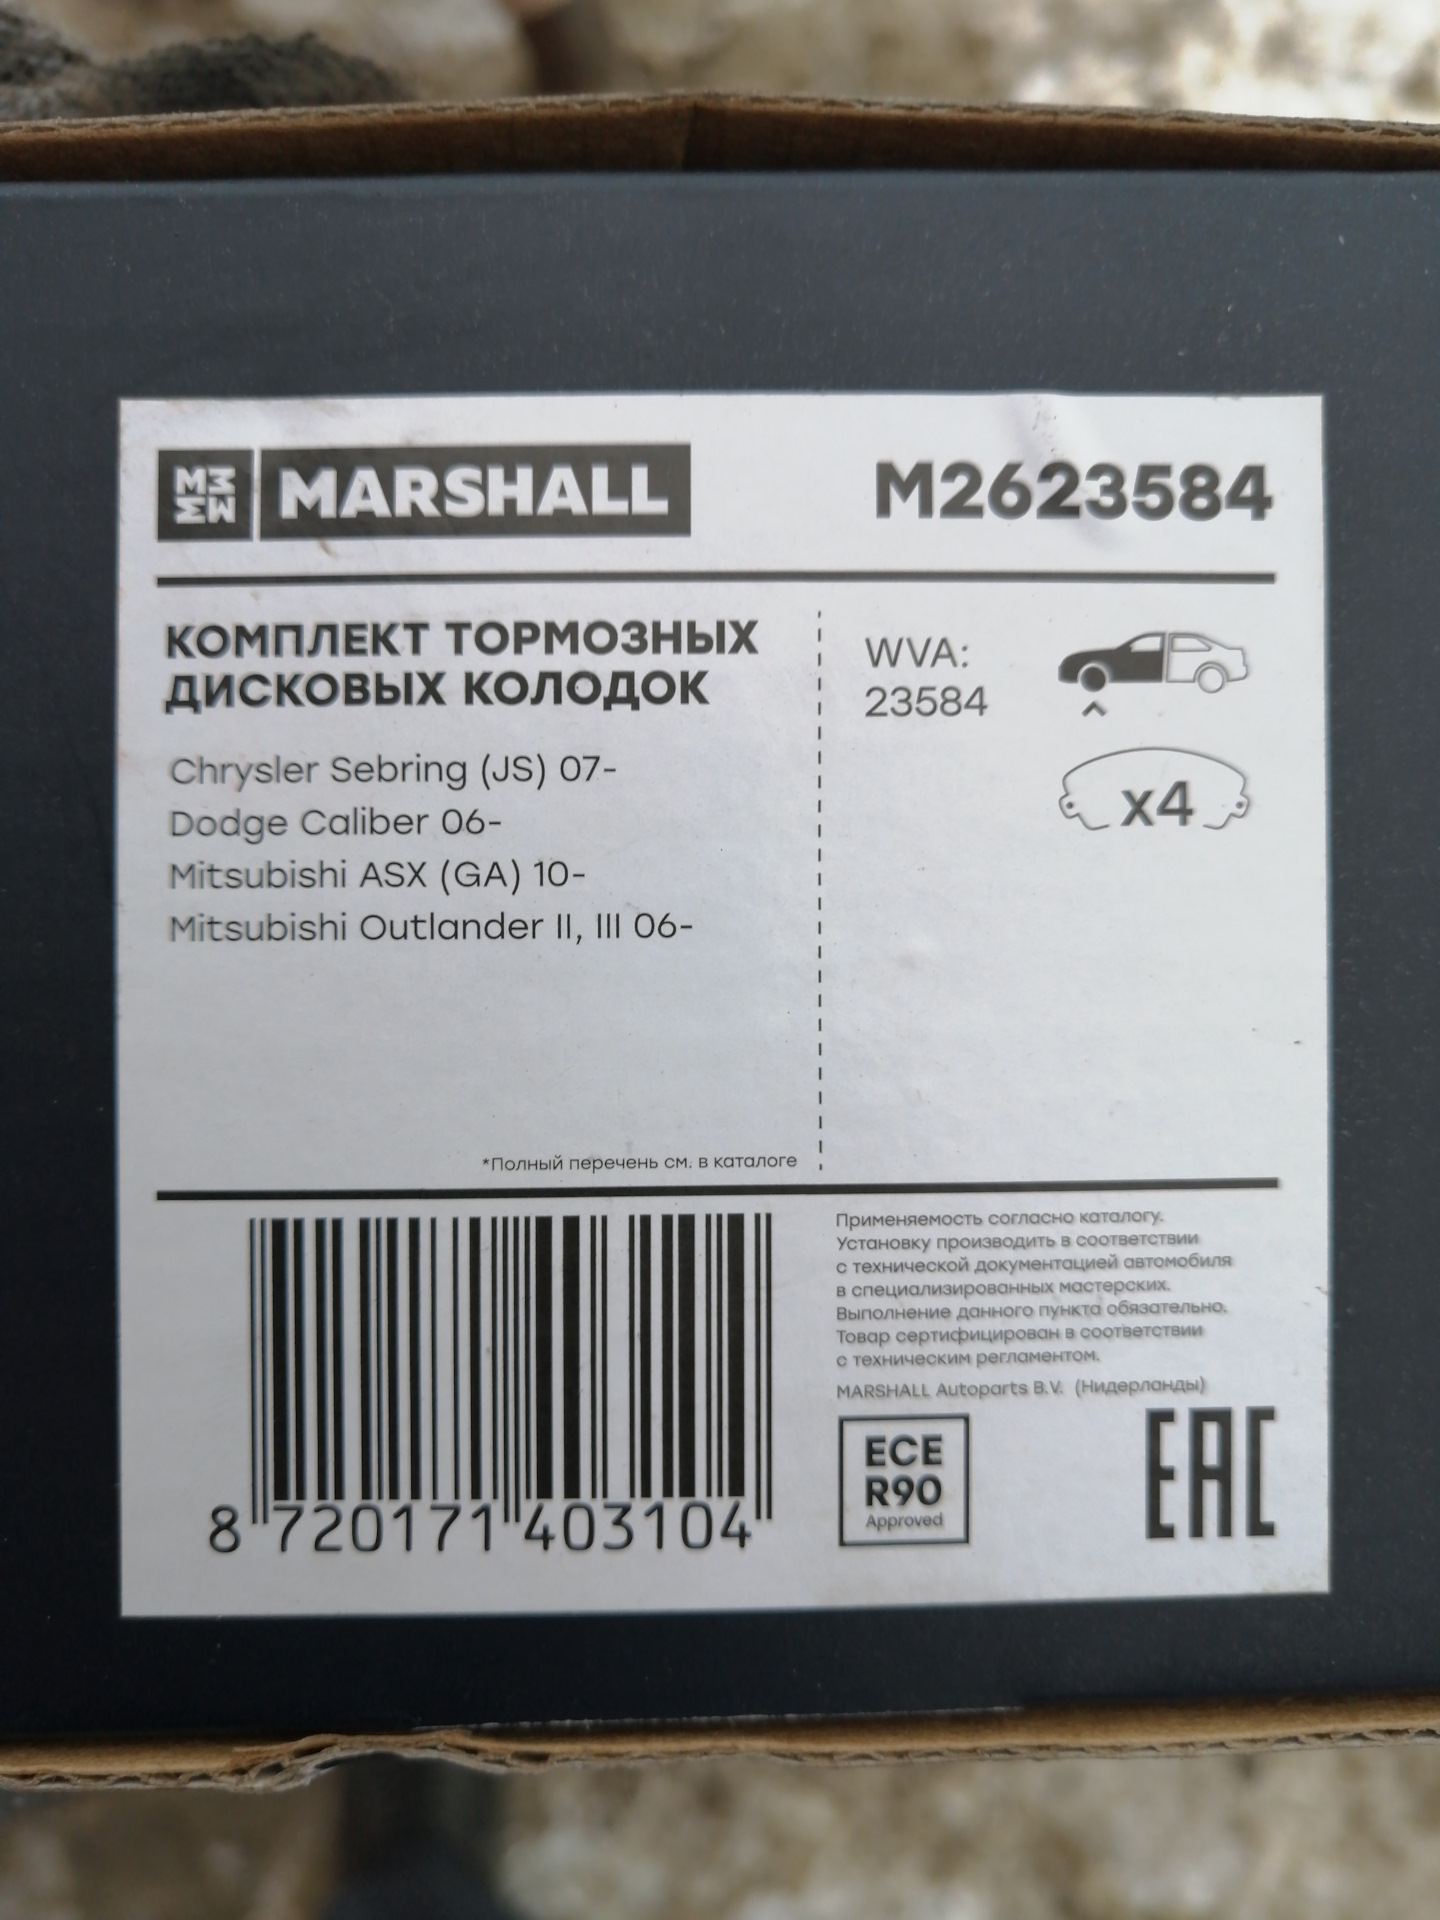 MARSHALL
M2623584
КОМПЛЕКТ ТОРМОЗНЫХ
ДИСКОВЫХ КОЛОДОК
Chrysler Sebring (JS) 07-
Dodge Caliber 06-
Mitsubishi ASX (GA) 10-
Mitsubishi Outlander II, III 06-
*Полный перечень см. в каталоге
WVA:
23584
x4
8 720171 403104
Применяемость согласно каталогу.
Установку производить в соответствии
с технической документацией автомобиля
в специализированных мастерских.
Выполнение данного пункта обязательно.
Товар сертифицирован в соответствии
с техническим регламентом.
MARSHALL Autoparts B.V. (Нидерланды)
ECE
R90
Approved
EAC